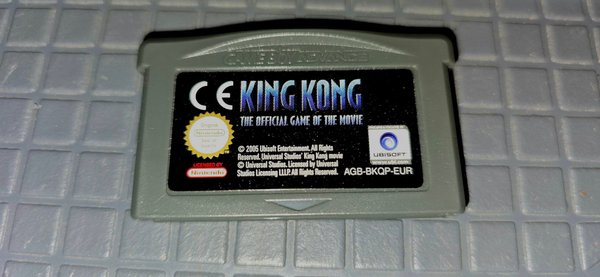 GAME BOY ADVANCE
CE KING KONG
THE OFFICIAL GAME OF THE MOVIE
Nintendo
© 2005 Ubisoft Entertainment. All Rights
Reserved. Universal Studios' King Kong movie
© Universal Studios. Licensed by Universal
Studios Licensing LLLP. All Rights Reserved.
UBISOFT
LICENSED BY
Nintendo
AGB-BKQP-EUR